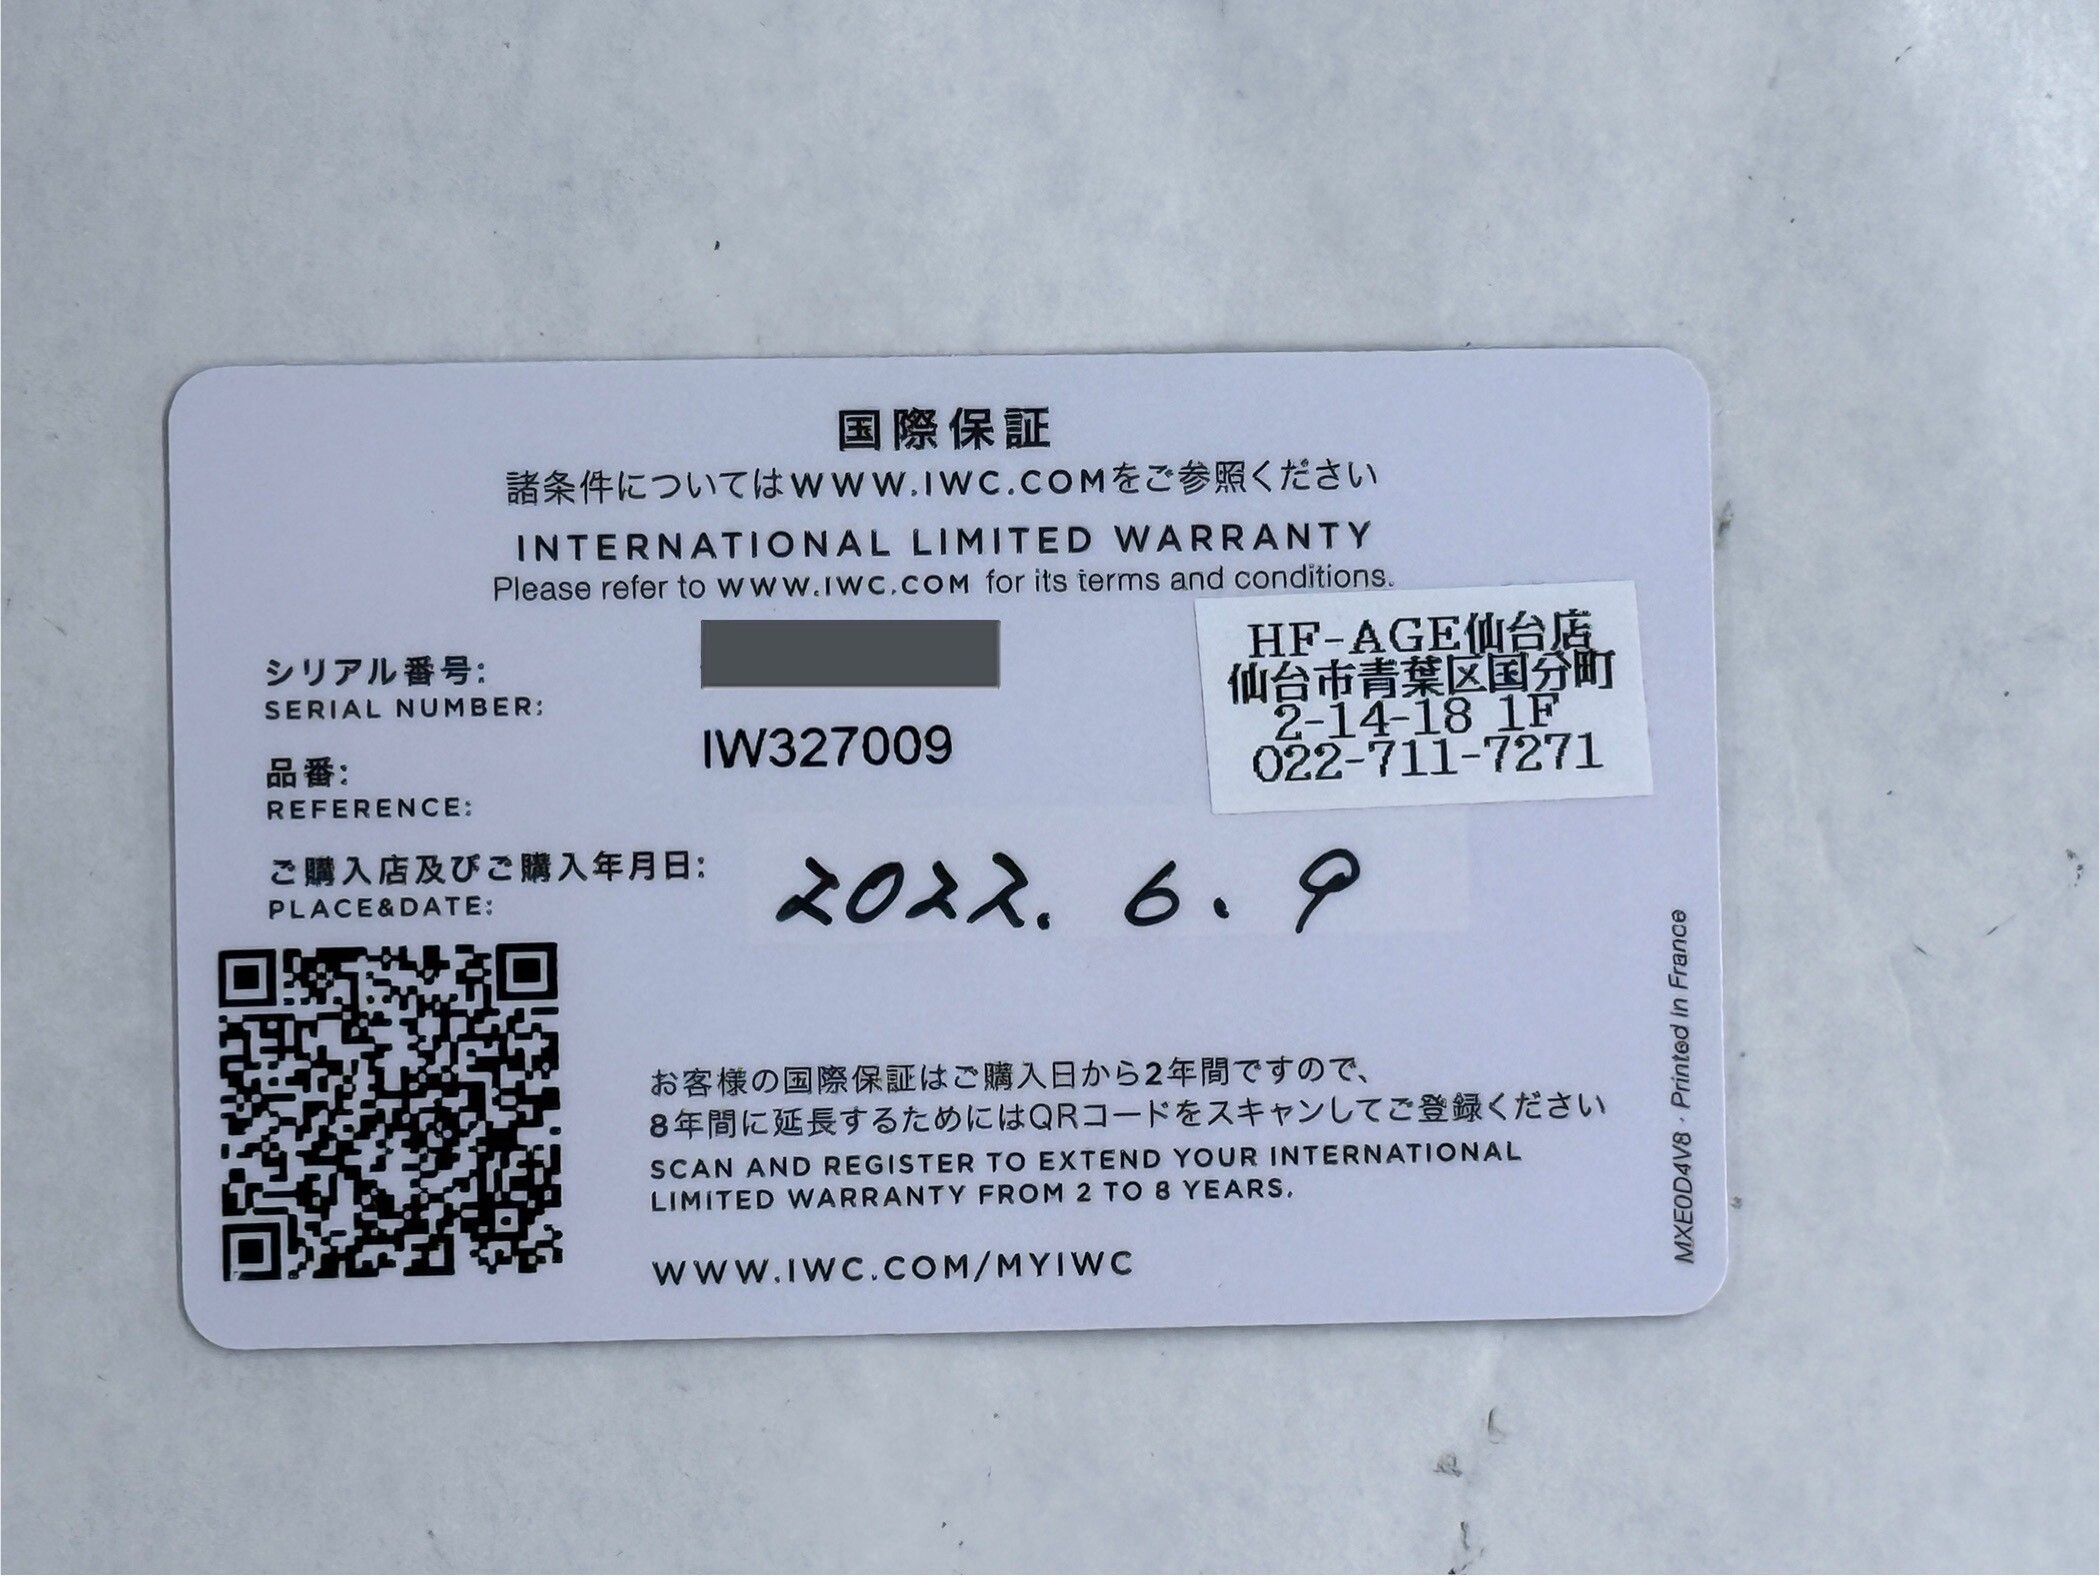 国際保証
諸条件についてはWWW.IWC.COMをご参照ください
INTERNATIONAL LIMITED WARRANTY
Please refer to WWW.IWC.COM for its terms and conditions.
シリアル番号:
SERIAL NUMBER:
HF-AGE仙台店
仙台市青葉区国分町
2-14-18 1F
022-711-7271
IW327009
品番:
REFERENCE:
ご購入店及びご購入年月日:
PLACE&DATE:
2022. 6. 9
お客様の国際保証はご購入日から2年間ですので、
8年間に延長するためにはQRコードをスキャンしてご登録ください
SCAN AND REGISTER TO EXTEND YOUR INTERNATIONAL
LIMITED WARRANTY FROM 2 TO 8 YEARS.
WWW.IWC.COM/MYIWC
MXE0D4V8 · Printed in France